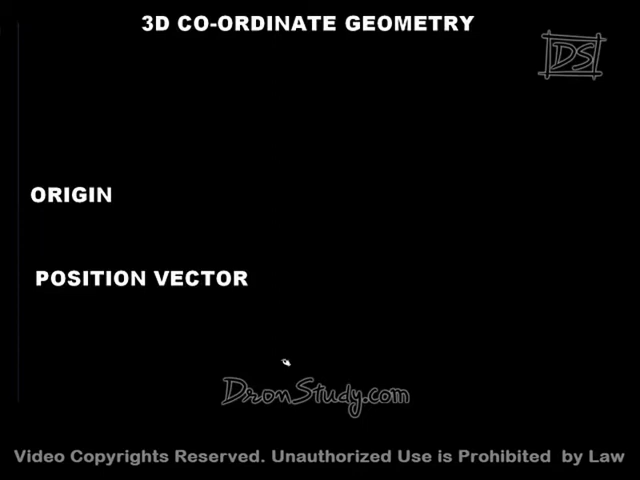 3D CO-ORDINATE GEOMETRY
DS
ORIGIN
POSITION VECTOR
DronStudy.com
Video Copyrights Reserved. Unauthorized Use is Prohibited by Law